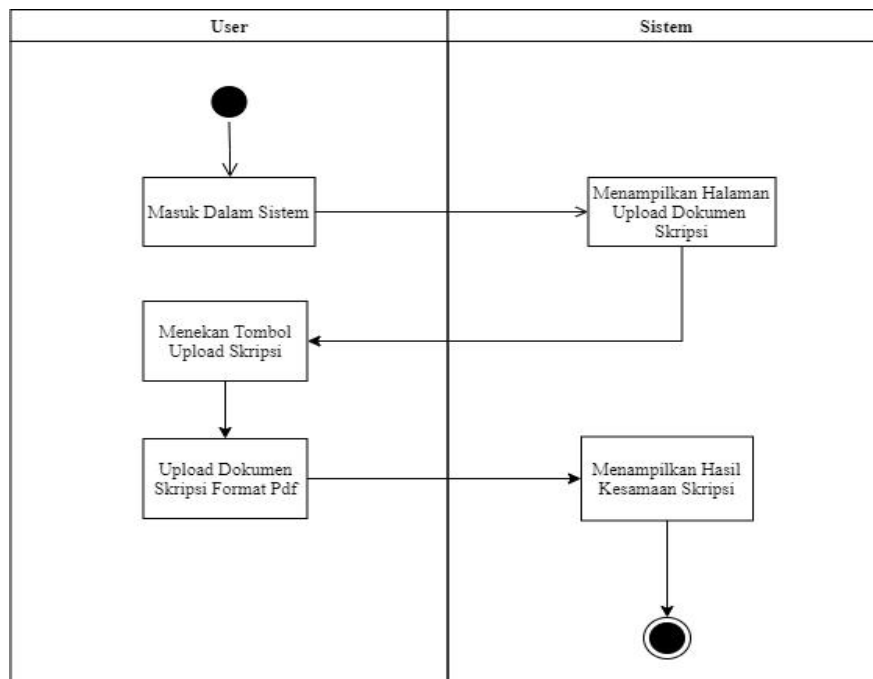 User
Sistem
Masuk Dalam Sistem
Menampilkan Halaman
Upload Dokumen
Skripsi
Menekan Tombol
Upload Skripsi
Upload Dokumen
Skripsi Format Pdf
Menampilkan Hasil
Kesamaan Skripsi